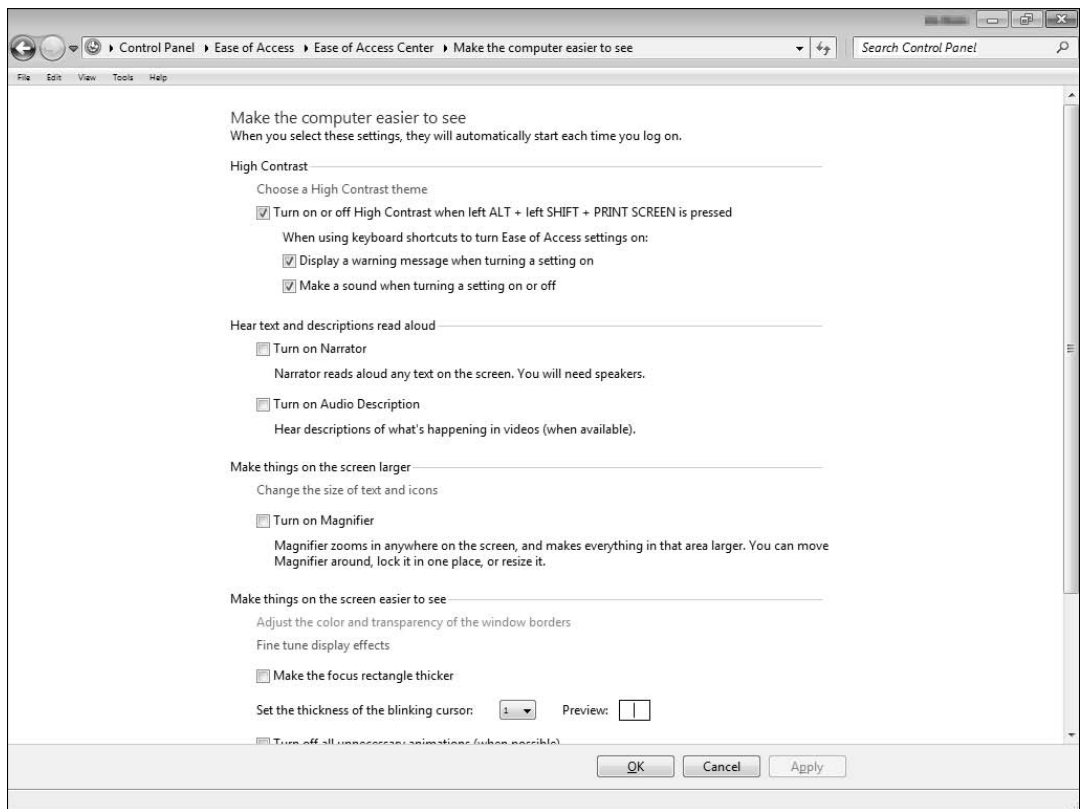 Control Panel Ease of Access Ease of Access Center Make the computer easier to see
Search Control Panel
File Edit View Tools Help
Make the computer easier to see
When you select these settings, they will automatically start each time you log on.
High Contrast
Choose a High Contrast theme
Turn on or off High Contrast when left ALT + left SHIFT + PRINT SCREEN is pressed
When using keyboard shortcuts to turn Ease of Access settings on:
Display a warning message when turning a setting on
Make a sound when turning a setting on or off
Hear text and descriptions read aloud
Turn on Narrator
Narrator reads aloud any text on the screen. You will need speakers.
Turn on Audio Description
Hear descriptions of what's happening in videos (when available).
Make things on the screen larger
Change the size of text and icons
Turn on Magnifier
Magnifier zooms in anywhere on the screen, and makes everything in that area larger. You can move
Magnifier around, lock it in one place, or resize it.
Make things on the screen easier to see
Adjust the color and transparency of the window borders
Fine tune display effects
Make the focus rectangle thicker
Set the thickness of the blinking cursor: 1 Preview:
Turn off all unnecessary animations (when possible)
OK Cancel Apply